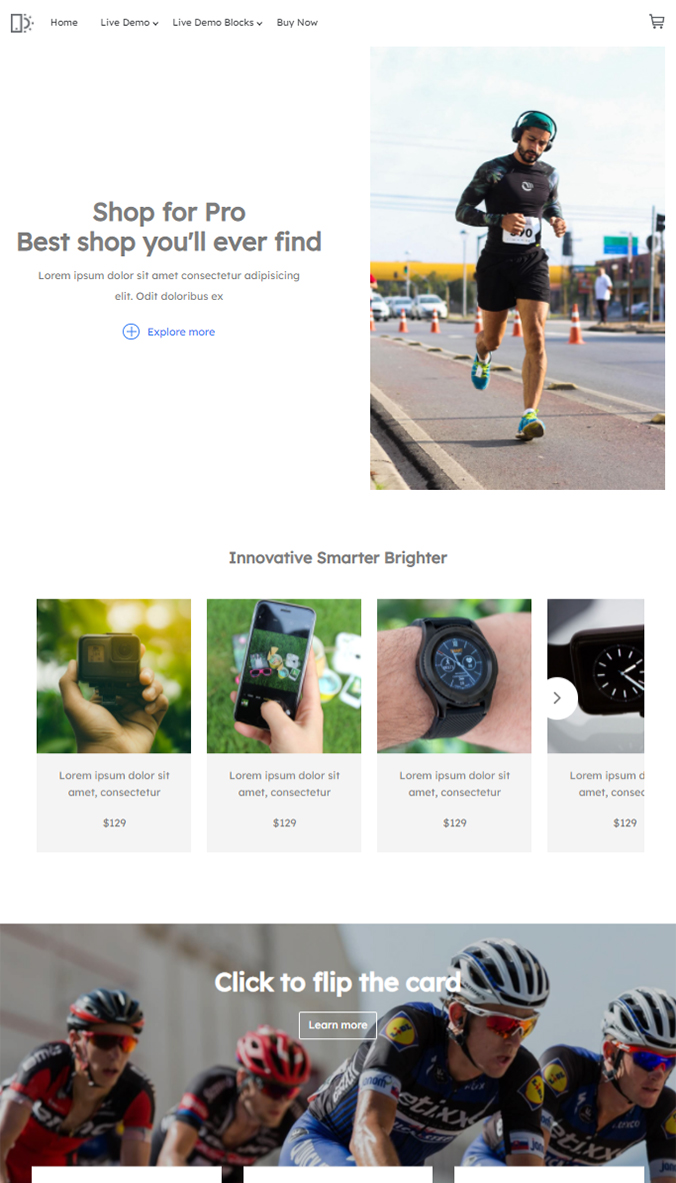 Home
Live Demo
Live Demo Blocks
Buy Now
Shop for Pro
Best shop you'll ever find
Lorem ipsum dolor sit amet consectetur adipisicing
elit. Odit doloribus ex
Explore more
Innovative Smarter Brighter
Lorem ipsum dolor sit
amet, consectetur
$129
Lorem ipsum dolor sit
amet, consectetur
$129
Lorem ipsum dolor sit
amet, consectetur
$129
Lorem ipsum d
amet, consec
$129
Click to flip the card
Learn more
LiDL
etixx